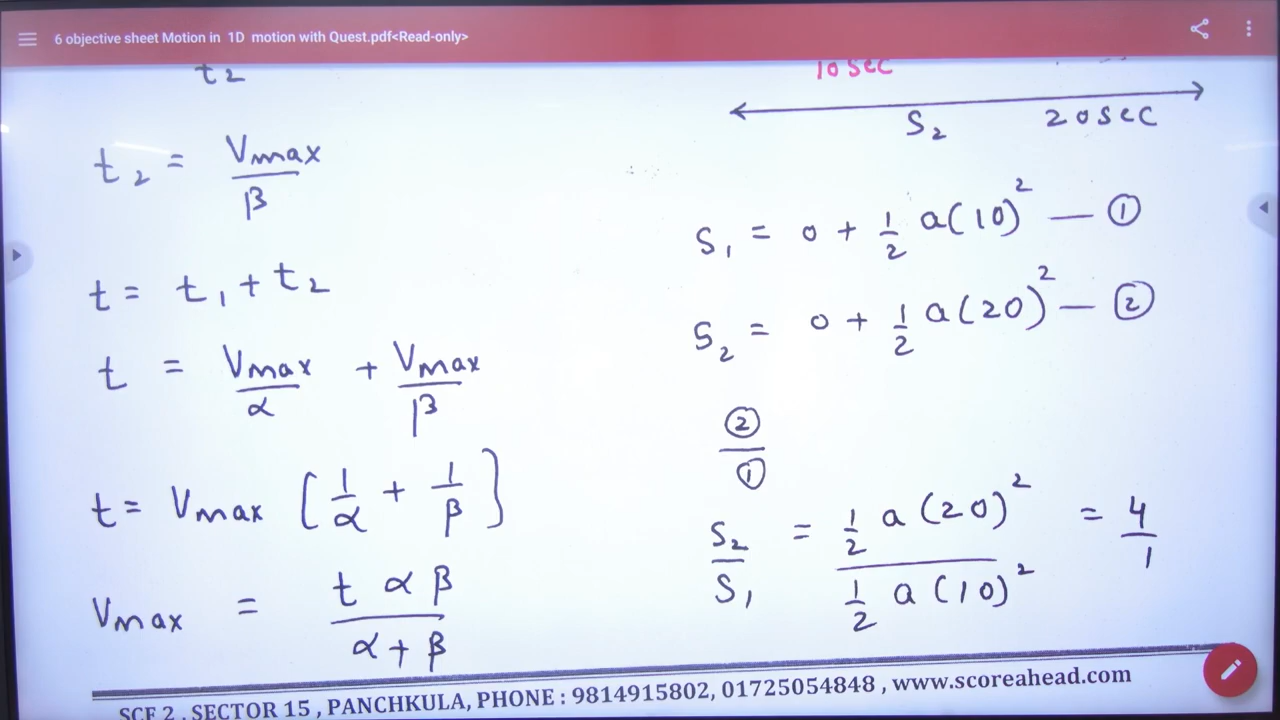 6 objective sheet Motion in 1D motion with Quest.pdf<Read-only>
t₂
t₂ = Vmax / β
t = t₁ + t₂
t = Vmax / α + Vmax / β
t = Vmax [ 1/α + 1/β ]
Vmax = t α β / α + β
10 sec
S₂ 20 sec
S₁ = 0 + 1/2 a(10)² — ①
S₂ = 0 + 1/2 a(20)² — ②
② / ①
S₂ / S₁ = 1/2 a(20)² / 1/2 a(10)² = 4/1
SCF 2 , SECTOR 15 , PANCHKULA, PHONE : 9814915802, 01725054848 , www.scoreahead.com